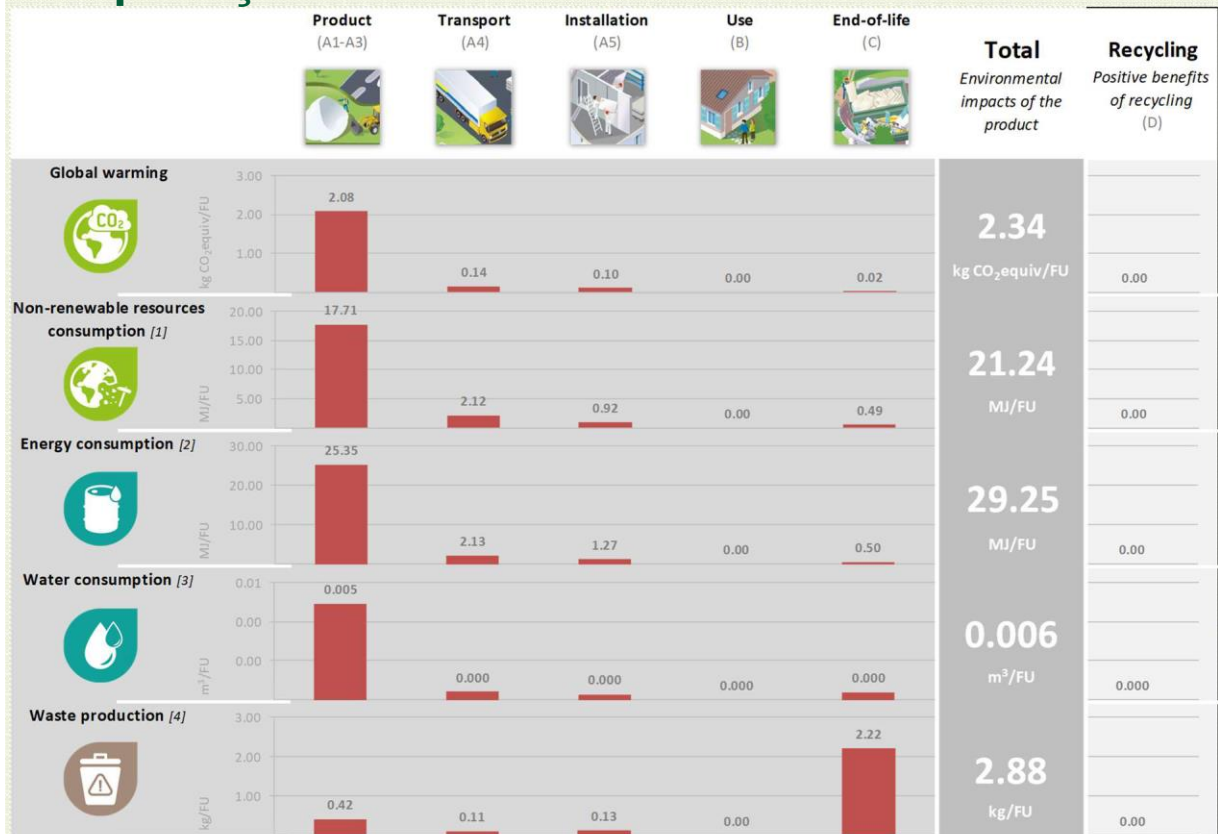 Product
(A1-A3)
Transport
(A4)
Installation
(A5)
Use
(B)
End-of-life
(C)
Total
Environmental
impacts of the
product
Recycling
Positive benefits
of recycling
(D)
Global warming
CO2
kg CO2equiv/FU
3.00
2.00
1.00
2.08
0.14
0.10
0.00
0.02
2.34
kg CO2equiv/FU
0.00
Non-renewable resources
consumption [1]
MJ/FU
20.00
15.00
10.00
5.00
17.71
2.12
0.92
0.00
0.49
21.24
MJ/FU
0.00
Energy consumption [2]
MJ/FU
30.00
20.00
10.00
25.35
2.13
1.27
0.00
0.50
29.25
MJ/FU
0.00
Water consumption [3]
m³/FU
0.01
0.00
0.00
0.005
0.000
0.000
0.000
0.000
0.006
m³/FU
0.000
Waste production [4]
kg/FU
3.00
2.00
1.00
0.42
0.11
0.13
0.00
2.22
2.88
kg/FU
0.00